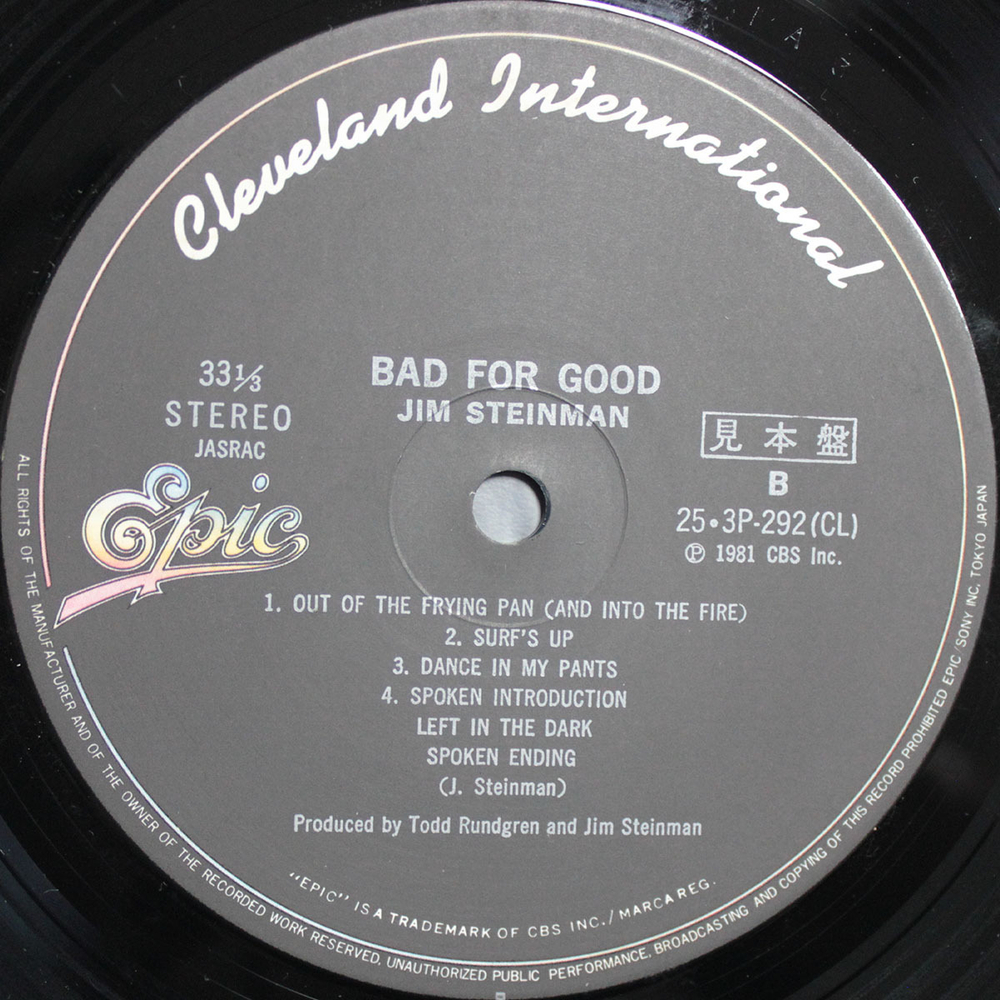 Cleveland International
33 1/3
STEREO
JASRAC
BAD FOR GOOD
JIM STEINMAN
見本盤
B
25•3P-292(CL)
Ⓟ 1981 CBS Inc.
Epic
1. OUT OF THE FRYING PAN (AND INTO THE FIRE)
2. SURF'S UP
3. DANCE IN MY PANTS
4. SPOKEN INTRODUCTION
LEFT IN THE DARK
SPOKEN ENDING
(J. Steinman)
Produced by Todd Rundgren and Jim Steinman
"EPIC" IS A TRADEMARK OF CBS INC./MARCA REG.
ALL RIGHTS OF THE MANUFACTURER AND OF THE OWNER OF THE RECORDED WORK RESERVED, UNAUTHORIZED PUBLIC PERFORMANCE, BROADCASTING AND COPYING OF THIS RECORD PROHIBITED EPIC/SONY INC. TOKYO JAPAN